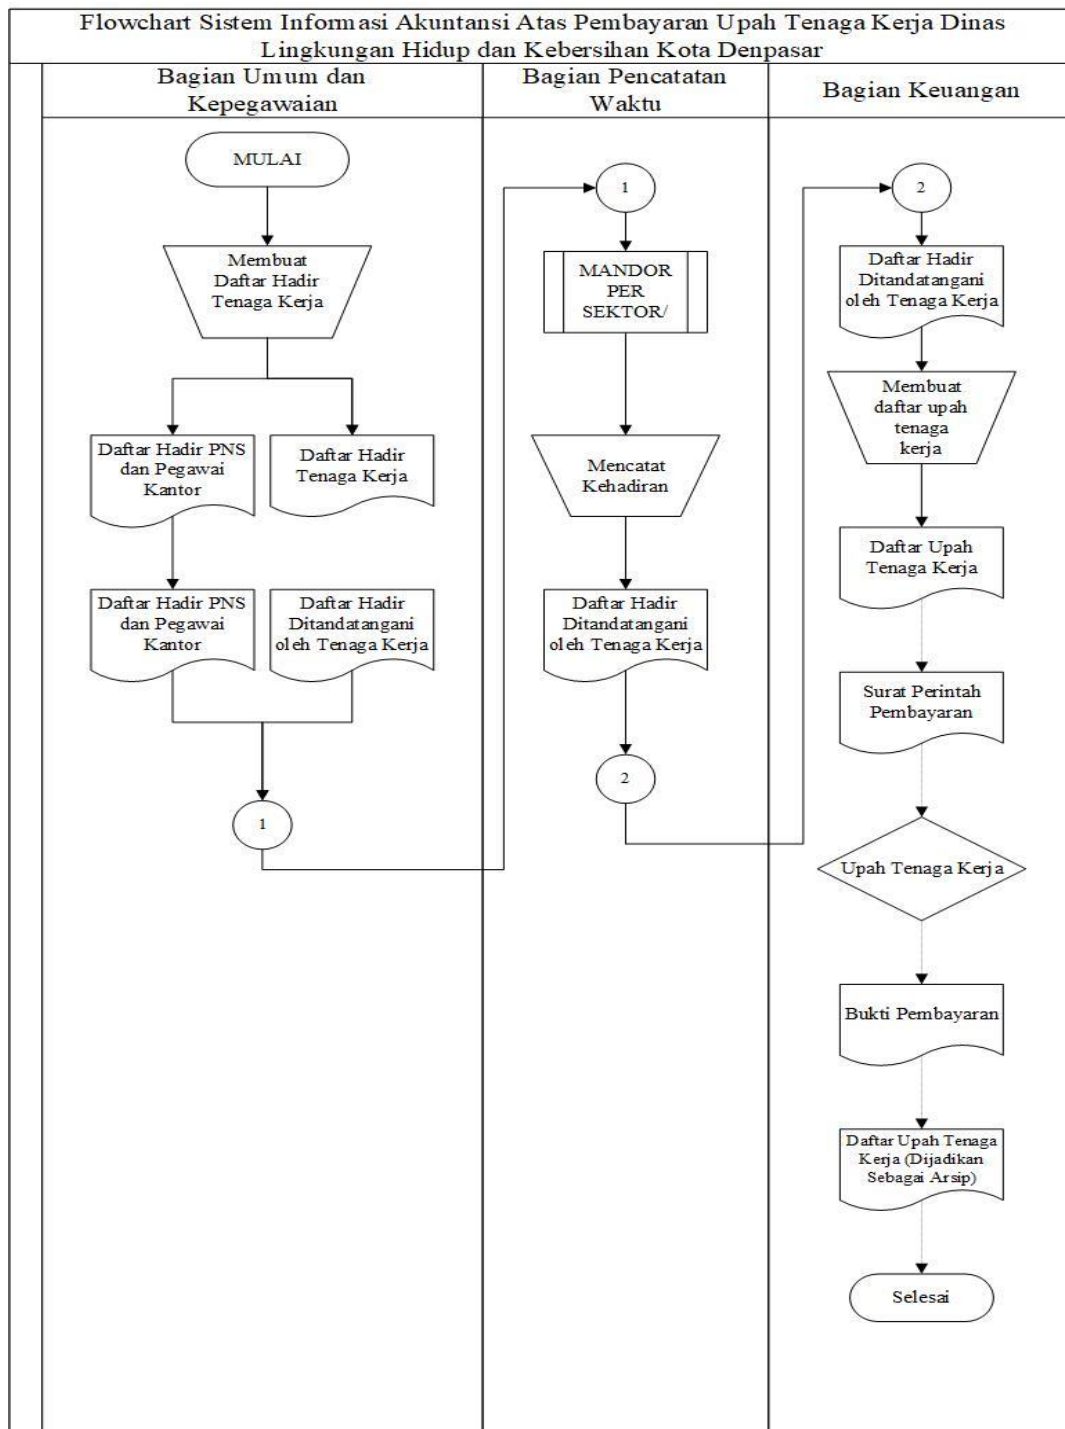 Flowchart Sistem Informasi Akuntansi Atas Pembayaran Upah Tenaga Kerja Dinas
Lingkungan Hidup dan Kebersihan Kota Denpasar
Bagian Umum dan
Kepegawaian
MULAI
Membuat
Daftar Hadir
Tenaga Kerja
Daftar Hadir PNS
dan Pegawai
Kantor
Daftar Hadir
Tenaga Kerja
Daftar Hadir PNS
dan Pegawai
Kantor
Daftar Hadir
Ditandatangani
oleh Tenaga Kerja
1
Bagian Pencatatan
Waktu
1
MANDOR
PER
SEKTOR/
Mencatat
Kehadiran
Daftar Hadir
Ditandatangani
oleh Tenaga Kerja
2
Bagian Keuangan
2
Daftar Hadir
Ditandatangani
oleh Tenaga Kerja
Membuat
daftar upah
tenaga
kerja
Daftar Upah
Tenaga Kerja
Surat Perintah
Pembayaran
Upah Tenaga Kerja
Bukti Pembayaran
Daftar Upah Tenaga
Kerja (Dijadikan
Sebagai Arsip)
Selesai